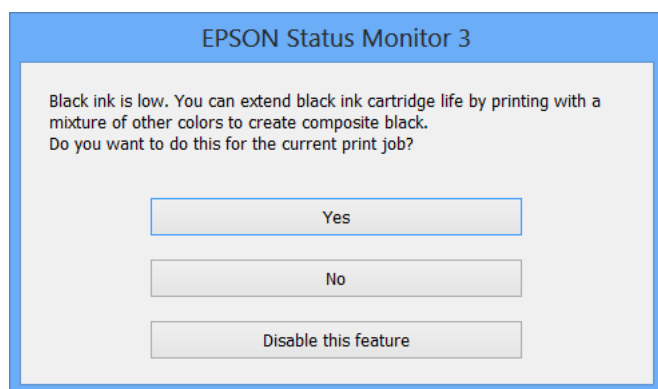 EPSON Status Monitor 3
Black ink is low. You can extend black ink cartridge life by printing with a
mixture of other colors to create composite black.
Do you want to do this for the current print job?
Yes
No
Disable this feature